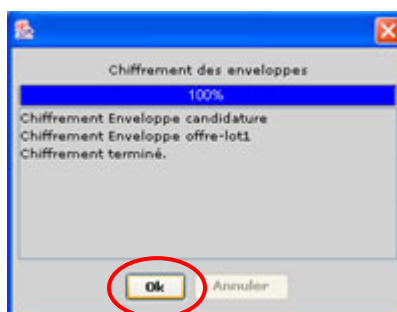 Chiffrement des enveloppes
100%
Chiffrement Enveloppe candidature
Chiffrement Enveloppe offre-lot1
Chiffrement terminé.
Ok Annuler